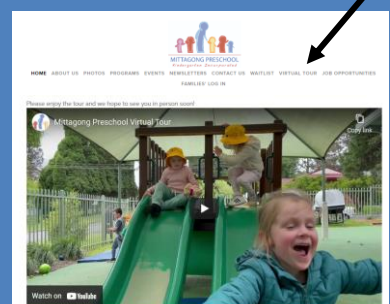 MITTAGONG PRESCHOOL
Kindergarten Incorporated
HOME ABOUT US PHOTOS PROGRAMS EVENTS NEWSLETTERS CONTACT US WAITLIST VIRTUAL TOUR JOB OPPORTUNITIES
FAMILIES' LOG IN
Please enjoy the tour and we hope to see you in person soon!
Mittagong Preschool Virtual Tour
Copy link
Watch on YouTube